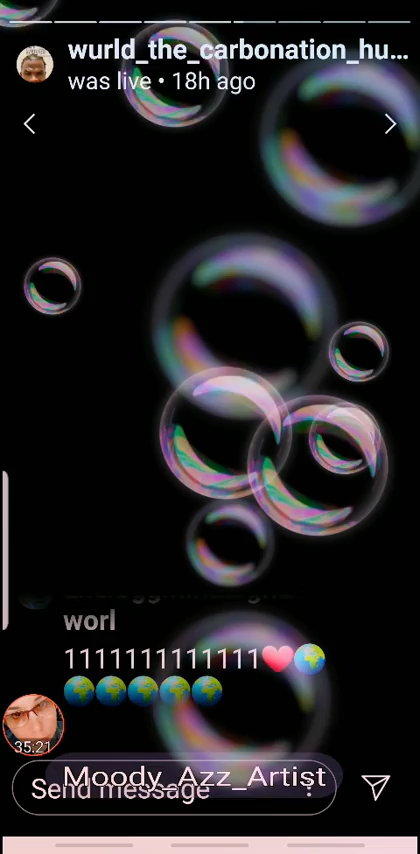 wurld_the_carbonation_hu...
was live • 18h ago
worl
1111111111111❤️🌍
🌍🌍🌍🌍🌍
35:21
Moody_Azz_Artist
Send message